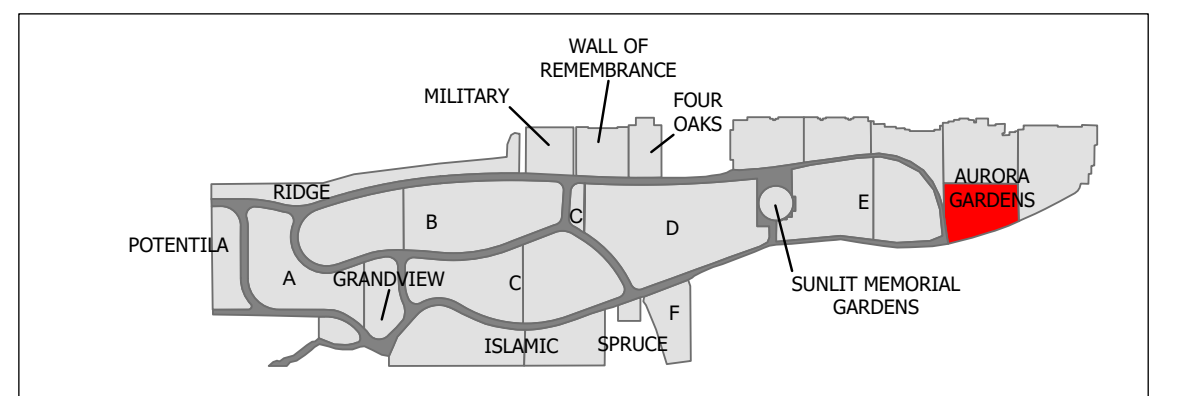 WALL OF
REMEMBRANCE
MILITARY
FOUR
OAKS
RIDGE
AURORA
GARDENS
B
C
D
E
POTENTILA
A
GRANDVIEW
C
SUNLIT MEMORIAL
GARDENS
F
ISLAMIC
SPRUCE